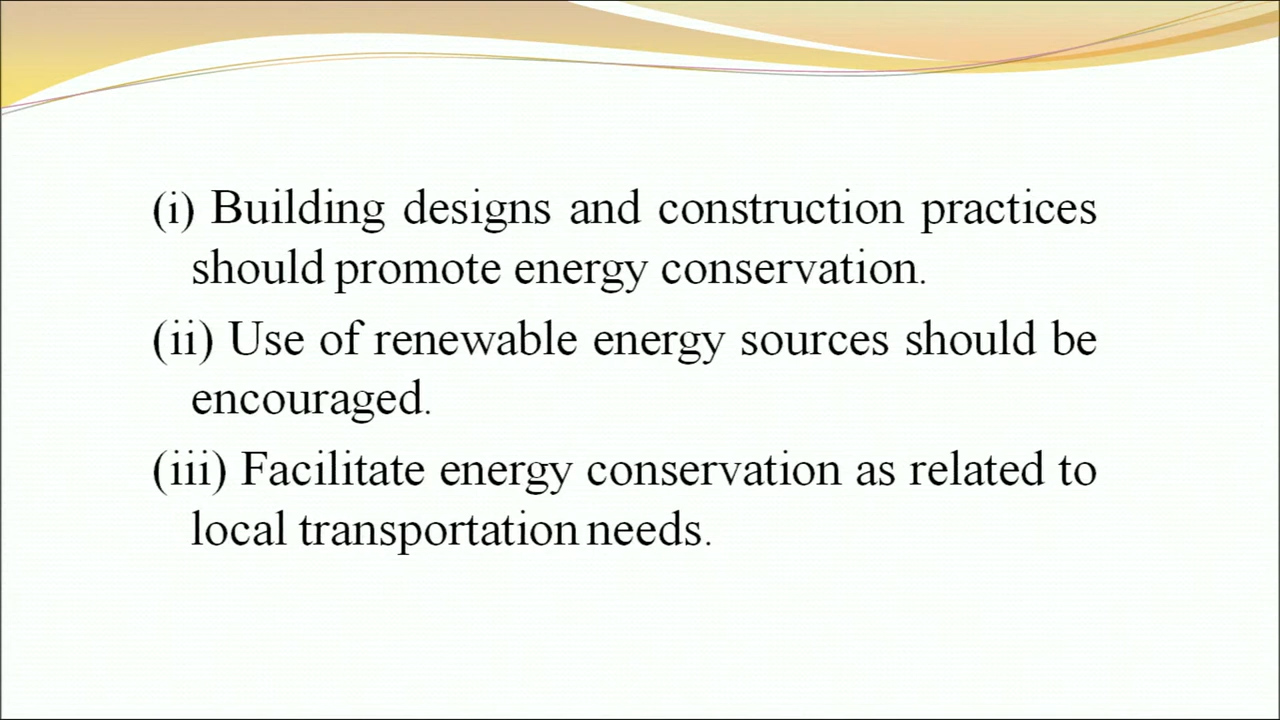 (i) Building designs and construction practices
should promote energy conservation.
(ii) Use of renewable energy sources should be
encouraged.
(iii) Facilitate energy conservation as related to
local transportation needs.